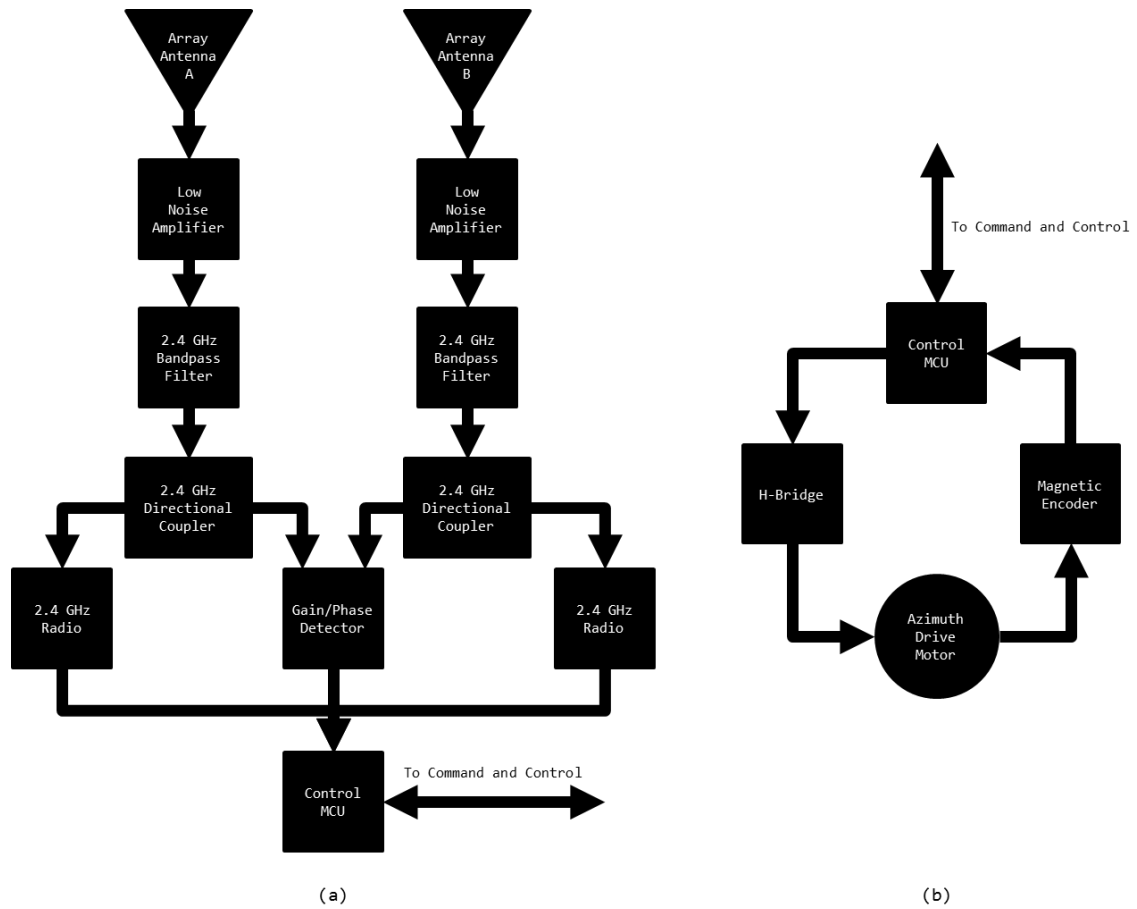 Array
Antenna
A
Array
Antenna
B
Low
Noise
Amplifier
Low
Noise
Amplifier
2.4 GHz
Bandpass
Filter
2.4 GHz
Bandpass
Filter
2.4 GHz
Directional
Coupler
2.4 GHz
Directional
Coupler
2.4 GHz
Radio
Gain/Phase
Detector
2.4 GHz
Radio
Control
MCU
To Command and Control
(a)
To Command and Control
Control
MCU
H-Bridge
Magnetic
Encoder
Azimuth
Drive
Motor
(b)